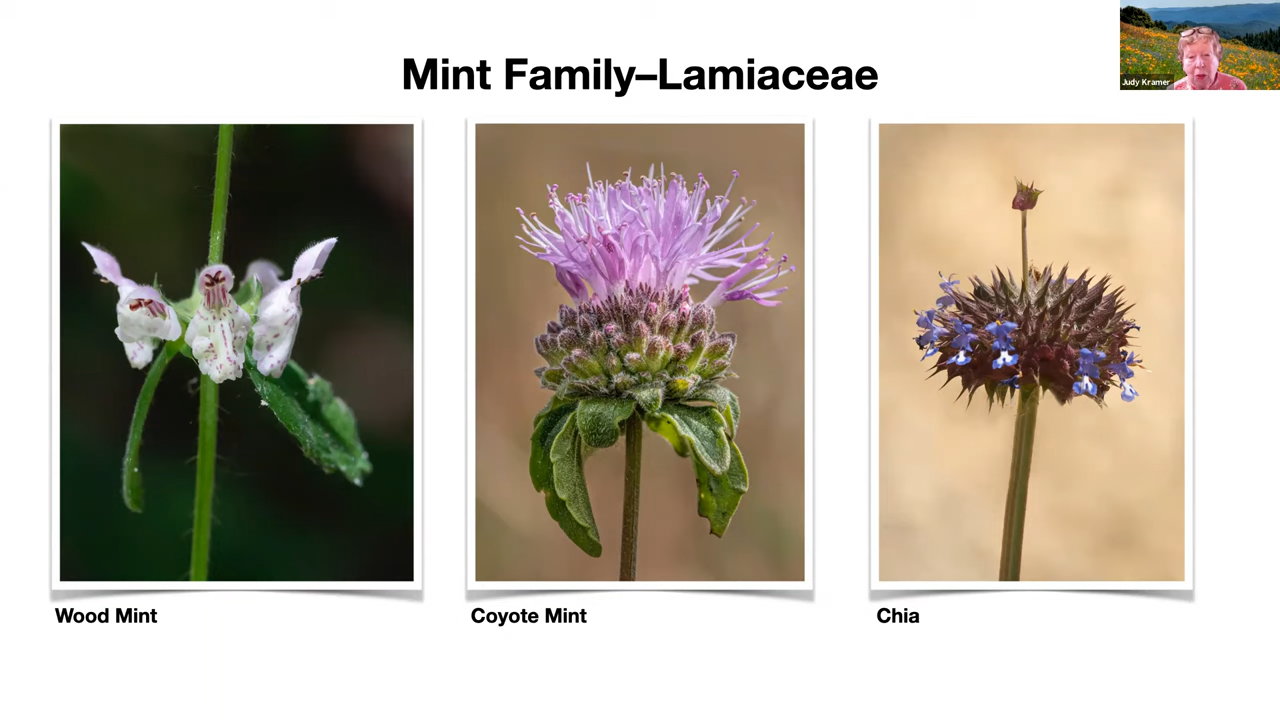 Mint Family–Lamiaceae
Judy Kramer
Wood Mint
Coyote Mint
Chia